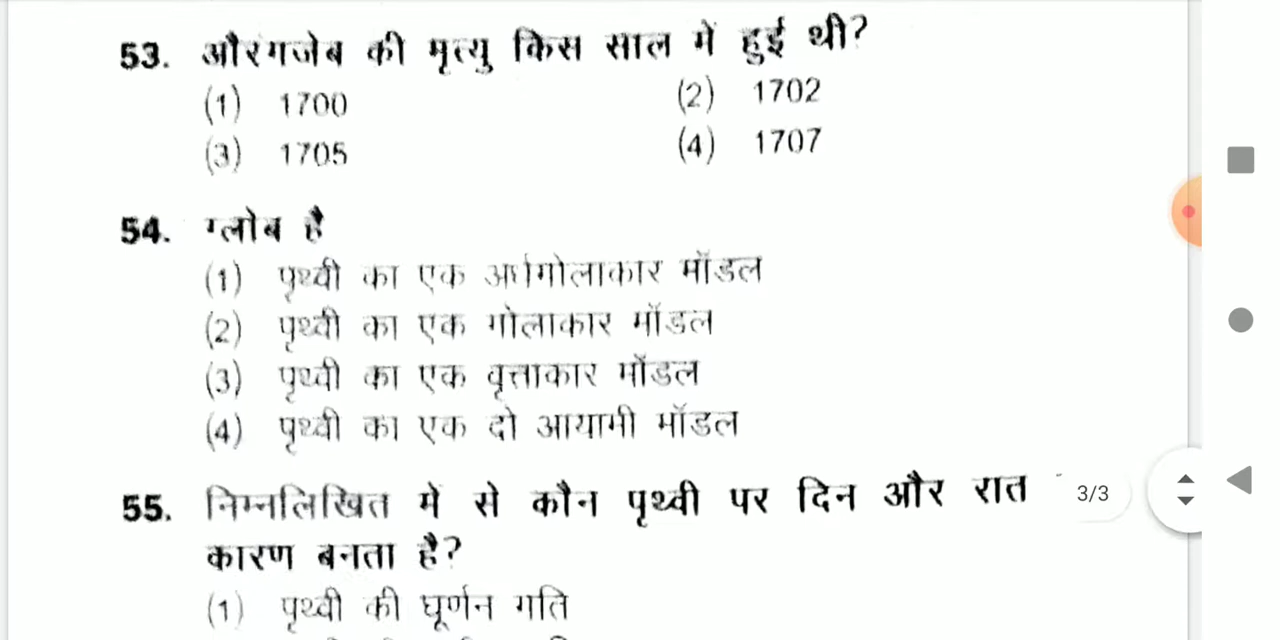 53. औरंगजेब की मृत्यु किस साल में हुई थी?
(1) 1700 (2) 1702
(3) 1705 (4) 1707
54. ग्लोब है
(1) पृथ्वी का एक अर्धगोलाकार मॉडल
(2) पृथ्वी का एक गोलाकार मॉडल
(3) पृथ्वी का एक वृत्ताकार मॉडल
(4) पृथ्वी का एक दो आयामी मॉडल
55. निम्नलिखित में से कौन पृथ्वी पर दिन और रात
3/3
कारण बनता है?
(1) पृथ्वी की घूर्णन गति